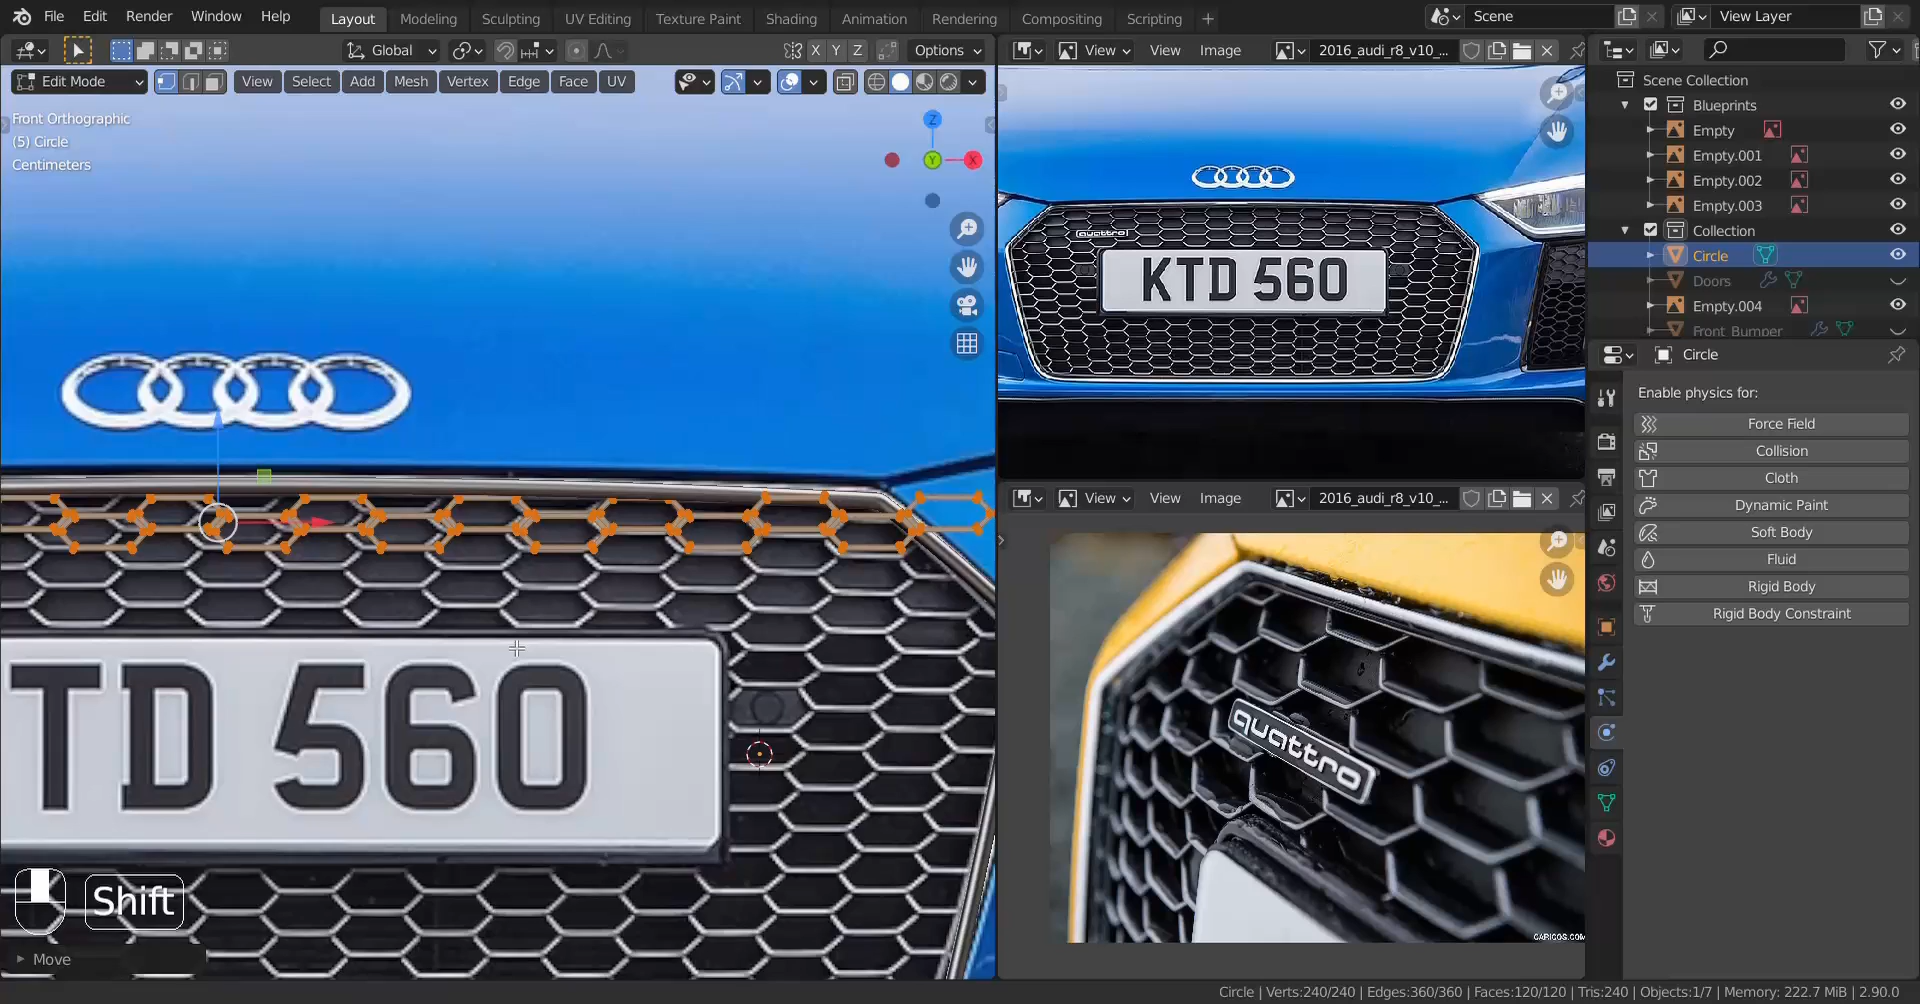 File Edit Render Window Help Layout Modeling Sculpting UV Editing Texture Paint Shading Animation Rendering Compositing Scripting + Scene View Layer
Global X Y Z Options View View Image 2016_audi_r8_v10_...
Edit Mode View Select Add Mesh Vertex Edge Face UV
Front Orthographic
(5) Circle
Centimeters
Z
Y
X
TD 560
Shift
Move
quattro
KTD 560
View View Image 2016_audi_r8_v10_...
quattro
CARICOS.COM
Scene Collection
Blueprints
Empty
Empty.001
Empty.002
Empty.003
Collection
Circle
Doors
Empty.004
Front Bumper
Circle
Enable physics for:
Force Field
Collision
Cloth
Dynamic Paint
Soft Body
Fluid
Rigid Body
Rigid Body Constraint
Circle | Verts:240/240 | Edges:360/360 | Faces:120/120 | Tris:240 | Objects:1/7 | Memory: 222.7 MiB | 2.90.0